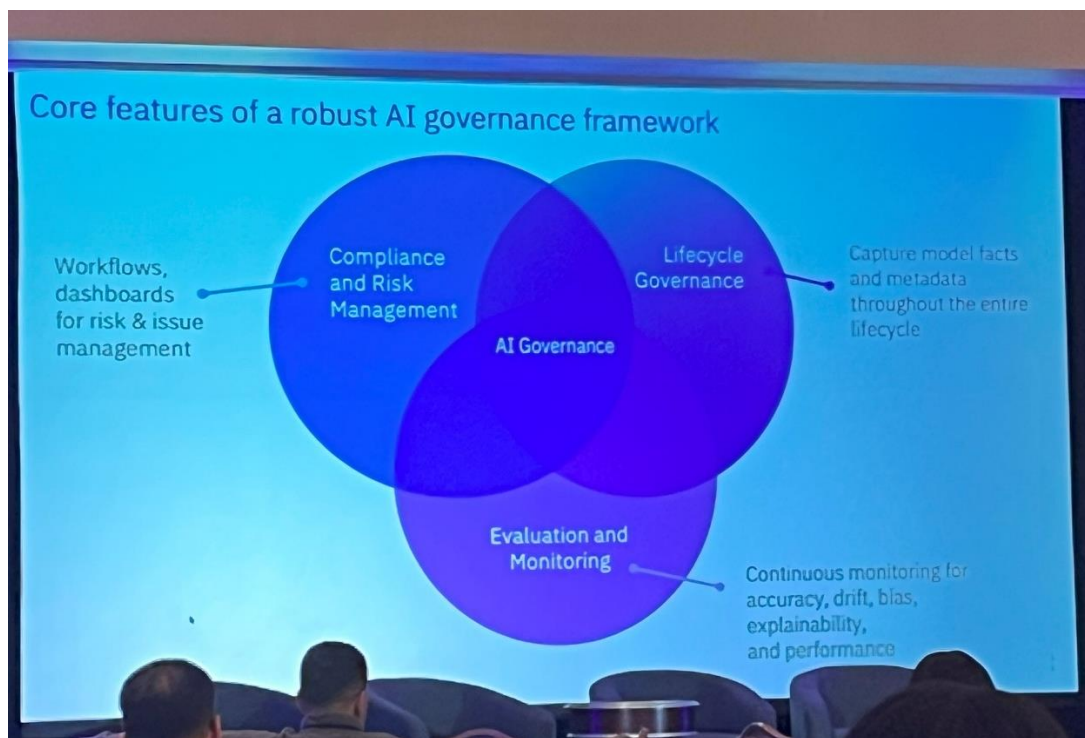 Core features of a robust AI governance framework
Workflows,
dashboards
for risk & issue
management
Compliance
and Risk
Management
Lifecycle
Governance
Capture model facts
and metadata
throughout the entire
lifecycle
AI Governance
Evaluation and
Monitoring
Continuous monitoring for
accuracy, drift, bias,
explainability,
and performance